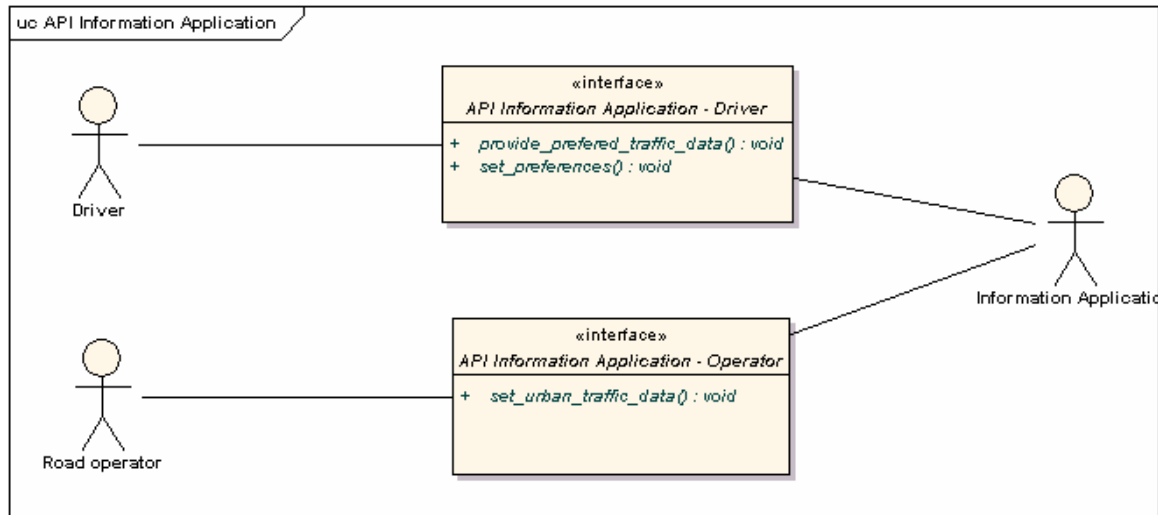 uc API Information Application
«interface»
API Information Application - Driver
+ provide_prefered_traffic_data() : void
+ set_preferences() : void
Driver
Information Applicatio
«interface»
API Information Application - Operator
+ set_urban_traffic_data() : void
Road operator